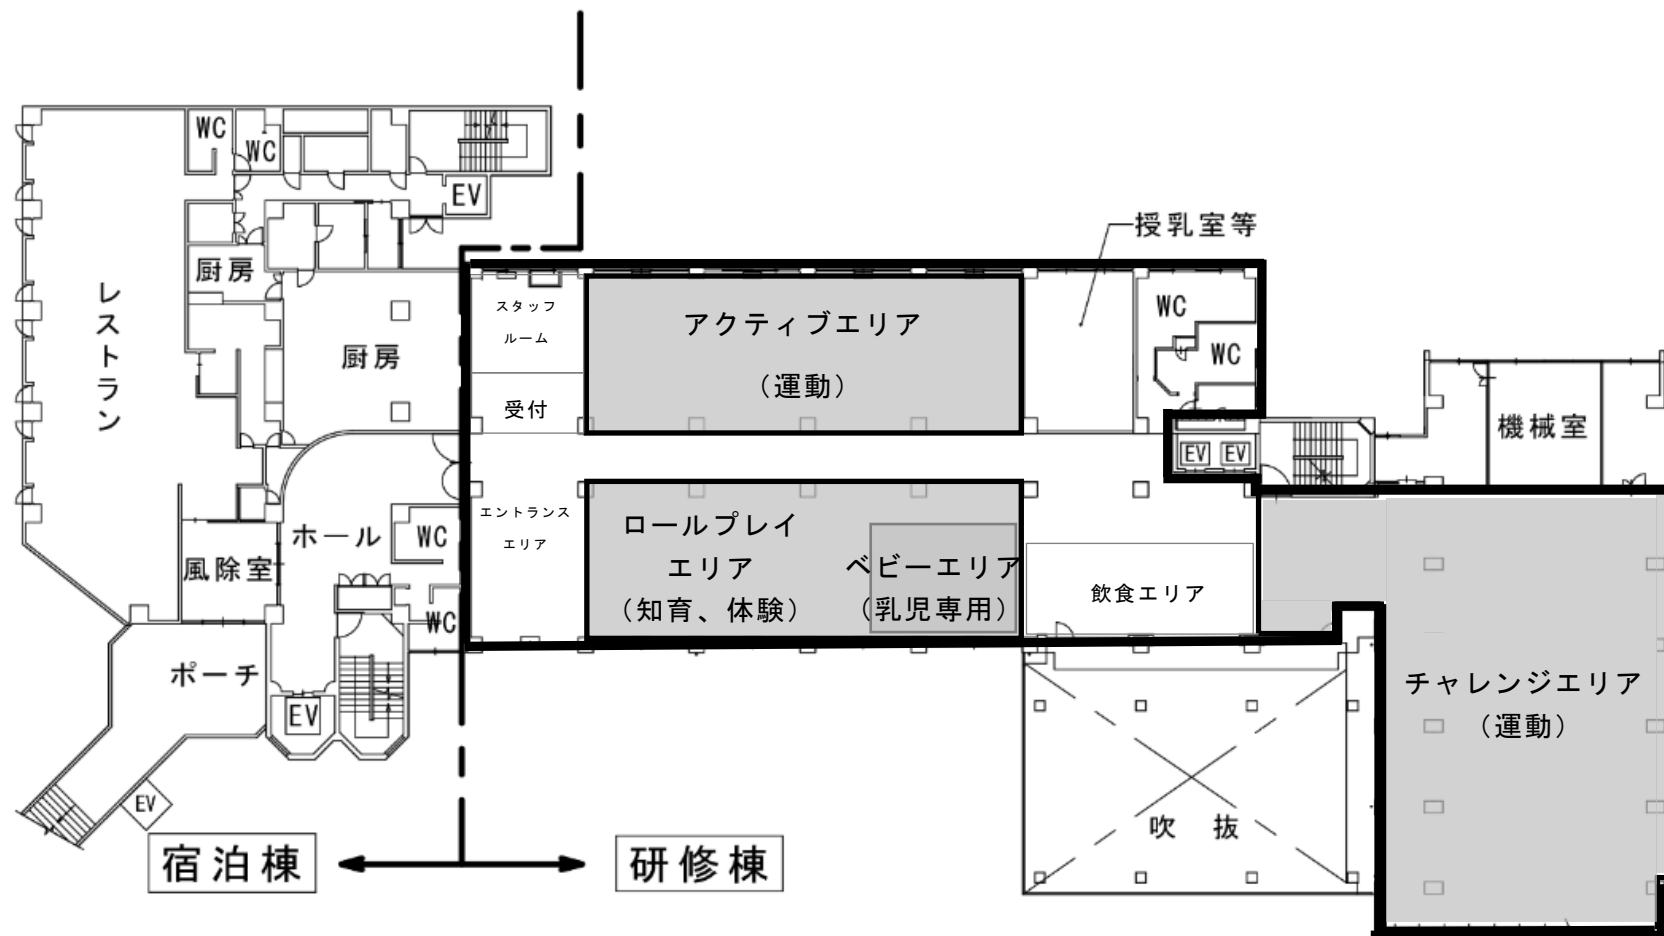 WC
WC
EV
授乳室等
厨房
レストラン
スタッフ
ルーム
アクティブエリア
（運動）
WC
WC
厨房
受付
機械室
EV
EV
エントランス
エリア
ロールプレイ
エリア
（知育、体験）
ベビーエリア
（乳児専用）
飲食エリア
ホール
WC
風除室
WC
ポーチ
EV
チャレンジエリア
（運動）
EV
吹 抜
宿泊棟
研修棟